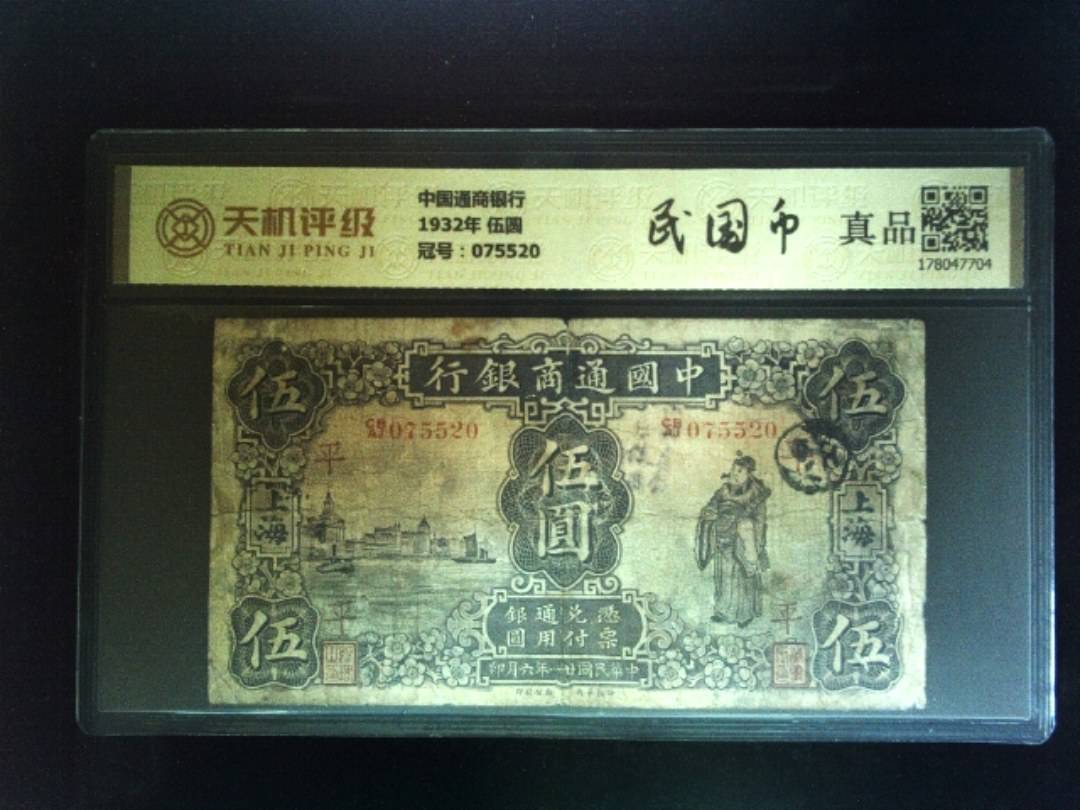 天机评级
TIAN JI PING JI
中国通商银行
1932年 伍圆
冠号：075520
民国币
真品
178047704
行銀商通國中
伍
伍
075520
075520
平
伍圓
上海
上海
平
平
銀通兑憑
圓用付票
伍
伍
印月六年一廿國民華中